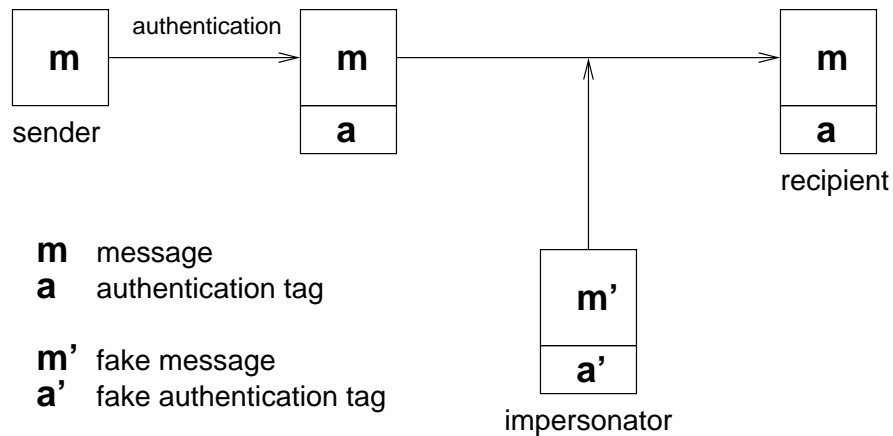 authentication
m
m
m
a
a
sender
recipient
m message
a authentication tag
m’
m’ fake message
a’
a’ fake authentication tag
impersonator